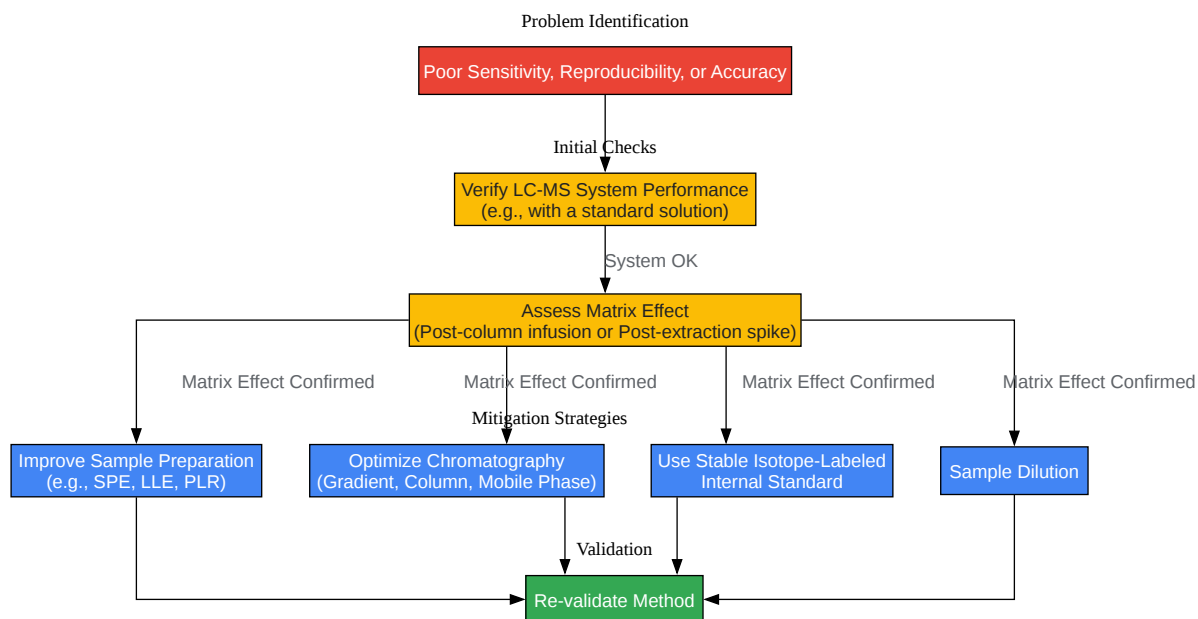 Problem Identification
Poor Sensitivity, Reproducibility, or Accuracy
Initial Checks
Verify LC-MS System Performance
(e.g., with a standard solution)
System OK
Assess Matrix Effect
(Post-column infusion or Post-extraction spike)
Matrix Effect Confirmed
Matrix Effect Confirmed
Matrix Effect Confirmed
Matrix Effect Confirmed
Mitigation Strategies
Improve Sample Preparation
(e.g., SPE, LLE, PLR)
Optimize Chromatography
(Gradient, Column, Mobile Phase)
Use Stable Isotope-Labeled
Internal Standard
Sample Dilution
Validation
Re-validate Method